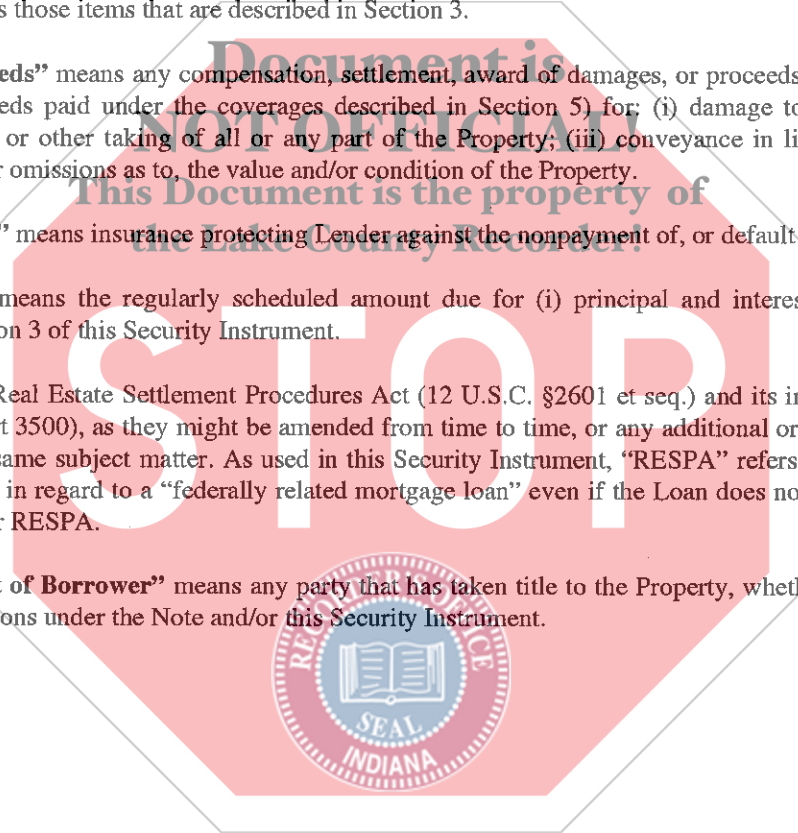 s those items that are described in Section 3.
Document is
eds” means any compensation, settlement, award of damages, or proceeds
eds paid under the coverages described in Section 5) for: (i) damage to
NOT OFFICIAL!
or other taking of all or any part of the Property; (iii) conveyance in li
r omissions as to, the value and/or condition of the Property.
This Document is the property of
” means insurance protecting Lender against the nonpayment of, or default
the Lake County Recorder!
means the regularly scheduled amount due for (i) principal and interes
on 3 of this Security Instrument.
STOP
Real Estate Settlement Procedures Act (12 U.S.C. §2601 et seq.) and its in
t 3500), as they might be amended from time to time, or any additional or
same subject matter. As used in this Security Instrument, “RESPA” refers
in regard to a “federally related mortgage loan” even if the Loan does no
r RESPA.
t of Borrower” means any party that has taken title to the Property, wheth
ons under the Note and/or this Security Instrument.
RECORDER'S OFFICE
SEAL
INDIANA